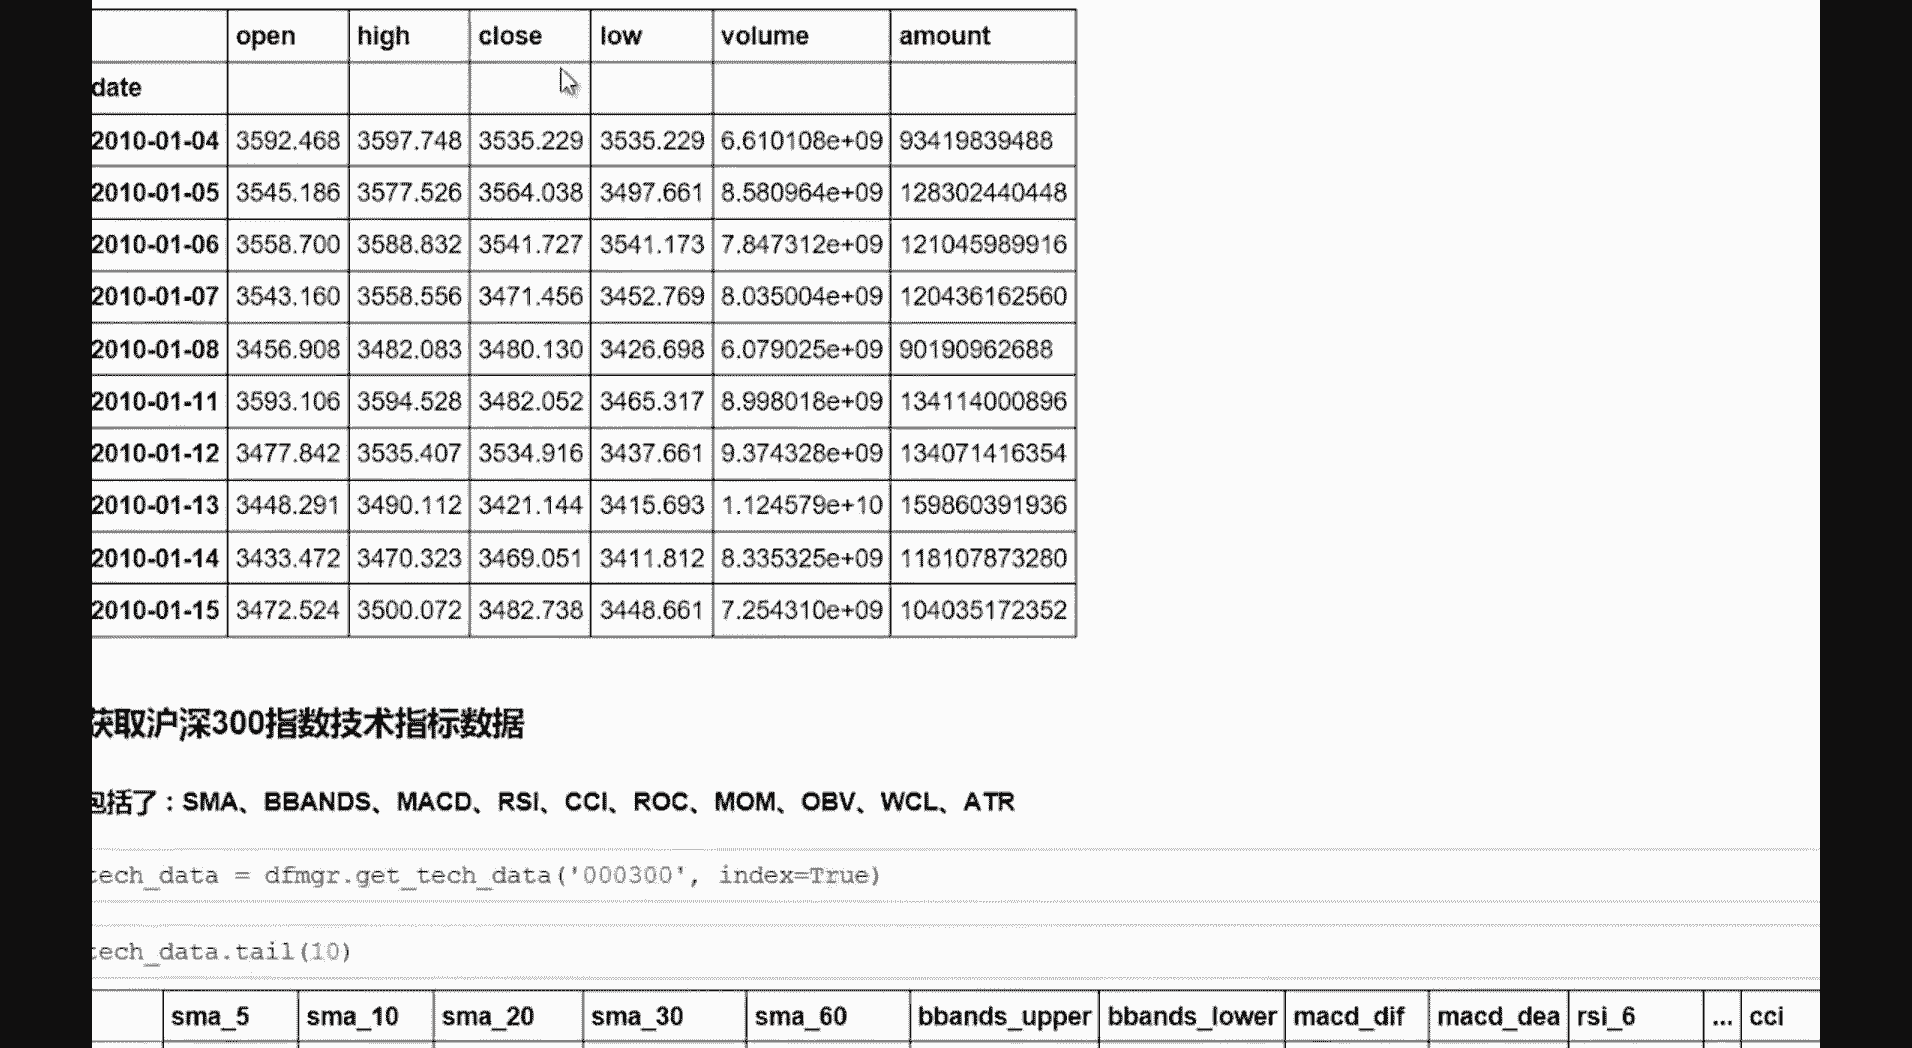 open high close low volume amount
date
2010-01-04 3592.468 3597.748 3535.229 3535.229 6.610108e+09 93419839488
2010-01-05 3545.186 3577.526 3564.038 3497.661 8.580964e+09 128302440448
2010-01-06 3558.700 3588.832 3541.727 3541.173 7.847312e+09 121045989916
2010-01-07 3543.160 3558.556 3471.456 3452.769 8.035004e+09 120436162560
2010-01-08 3456.908 3482.083 3480.130 3426.698 6.079025e+09 90190962688
2010-01-11 3593.106 3594.528 3482.052 3465.317 8.998018e+09 134114000896
2010-01-12 3477.842 3535.407 3534.916 3437.661 9.374328e+09 134071416354
2010-01-13 3448.291 3490.112 3421.144 3415.693 1.124579e+10 159860391936
2010-01-14 3433.472 3470.323 3469.051 3411.812 8.335325e+09 118107873280
2010-01-15 3472.524 3500.072 3482.738 3448.661 7.254310e+09 104035172352
获取沪深300指数技术指标数据
包括了：SMA、BBANDS、MACD、RSI、CCI、ROC、MOM、OBV、WCL、ATR
tech_data = dfmgr.get_tech_data('000300', index=True)
tech_data.tail(10)
sma_5 sma_10 sma_20 sma_30 sma_60 bbands_upper bbands_lower macd_dif macd_dea rsi_6 ... cci